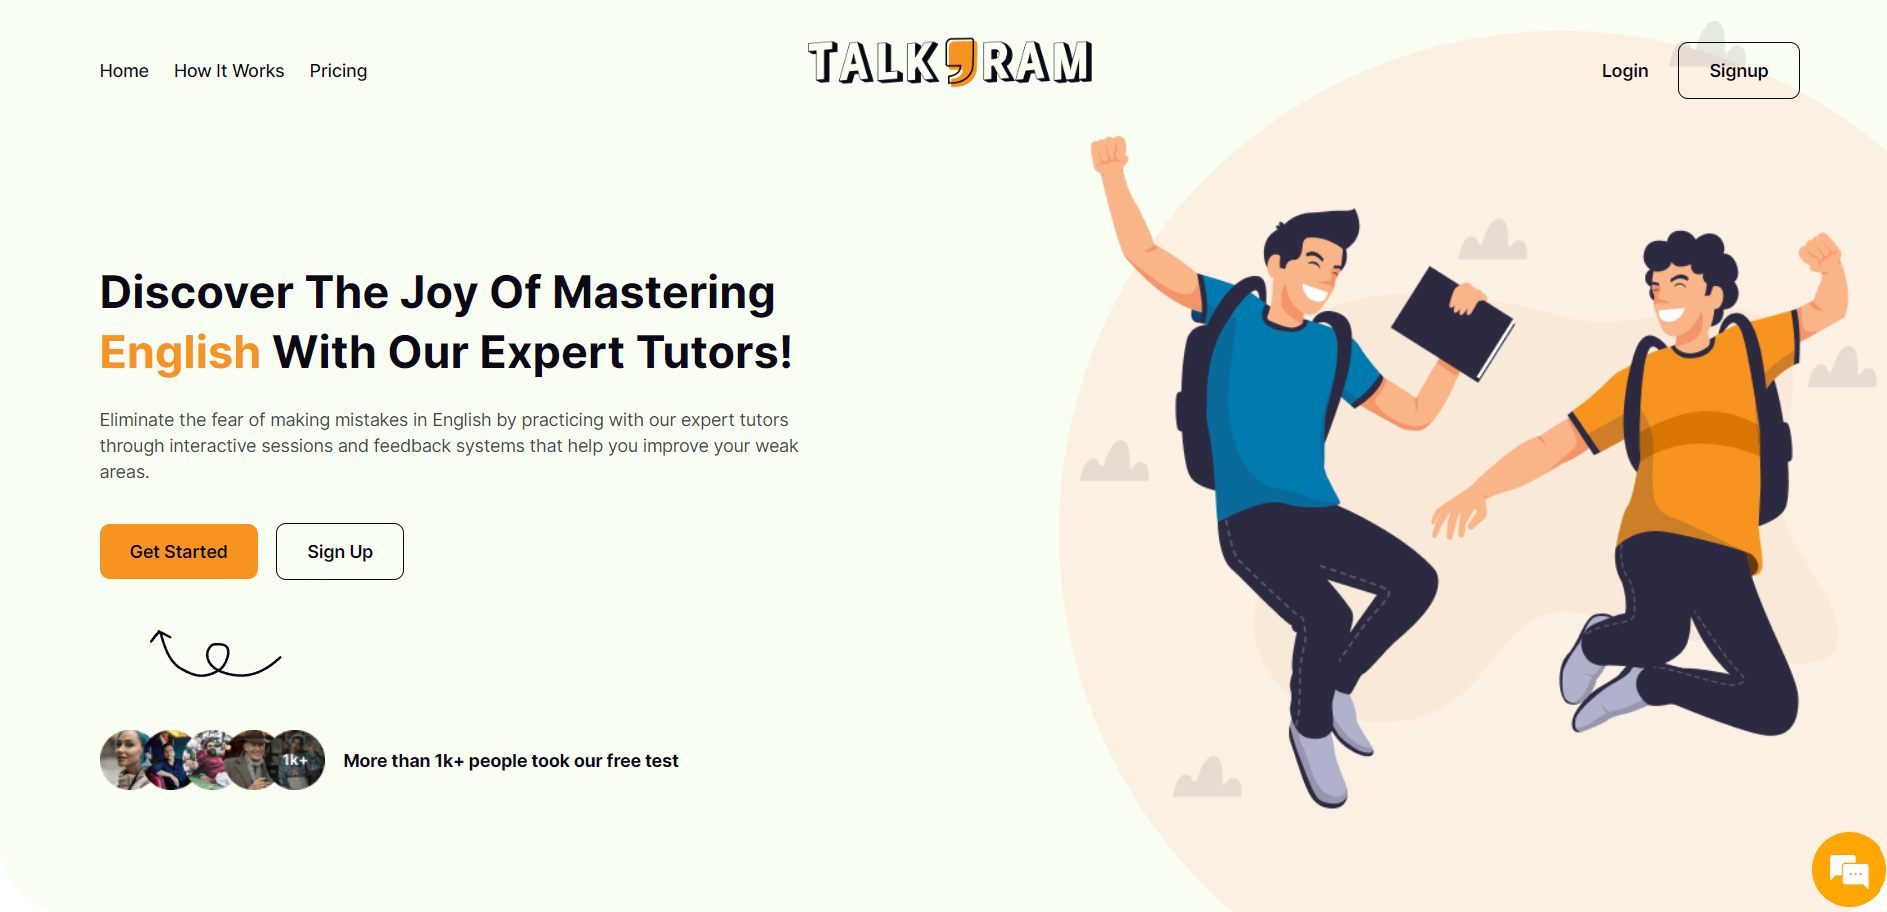 Home How It Works Pricing
TALKGRAM
Login Signup
Discover The Joy Of Mastering
English With Our Expert Tutors!
Eliminate the fear of making mistakes in English by practicing with our expert tutors
through interactive sessions and feedback systems that help you improve your weak
areas.
Get Started Sign Up
1k+ More than 1k+ people took our free test